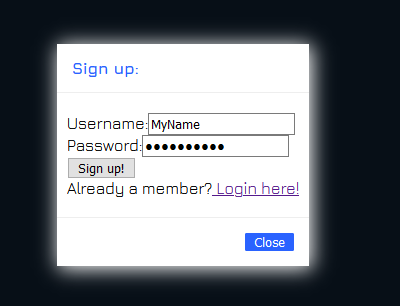 Sign up:
Username: MyName
Password: ●●●●●●●●●●
Sign up!
Already a member? Login here!
Close